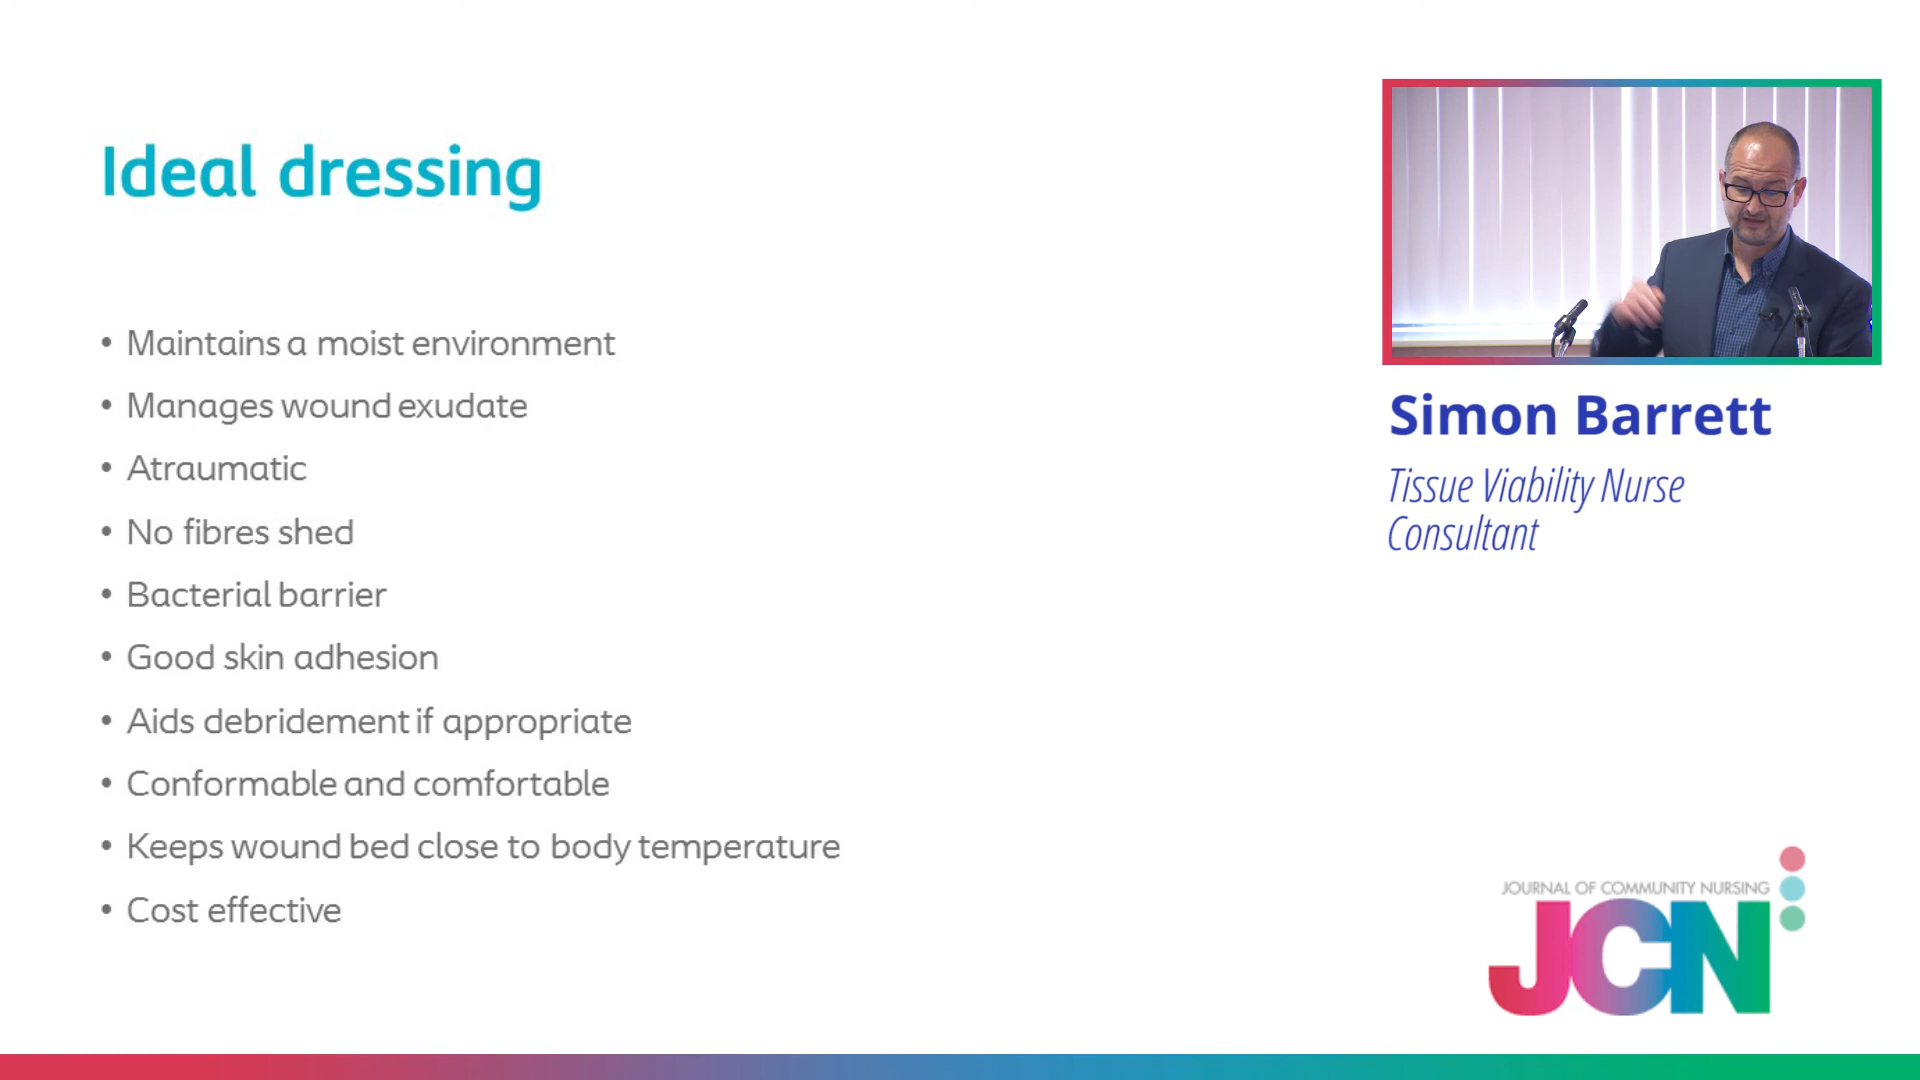 Ideal dressing
• Maintains a moist environment
• Manages wound exudate
• Atraumatic
• No fibres shed
• Bacterial barrier
• Good skin adhesion
• Aids debridement if appropriate
• Conformable and comfortable
• Keeps wound bed close to body temperature
• Cost effective
Simon Barrett
Tissue Viability Nurse
Consultant
JOURNAL OF COMMUNITY NURSING
JCN